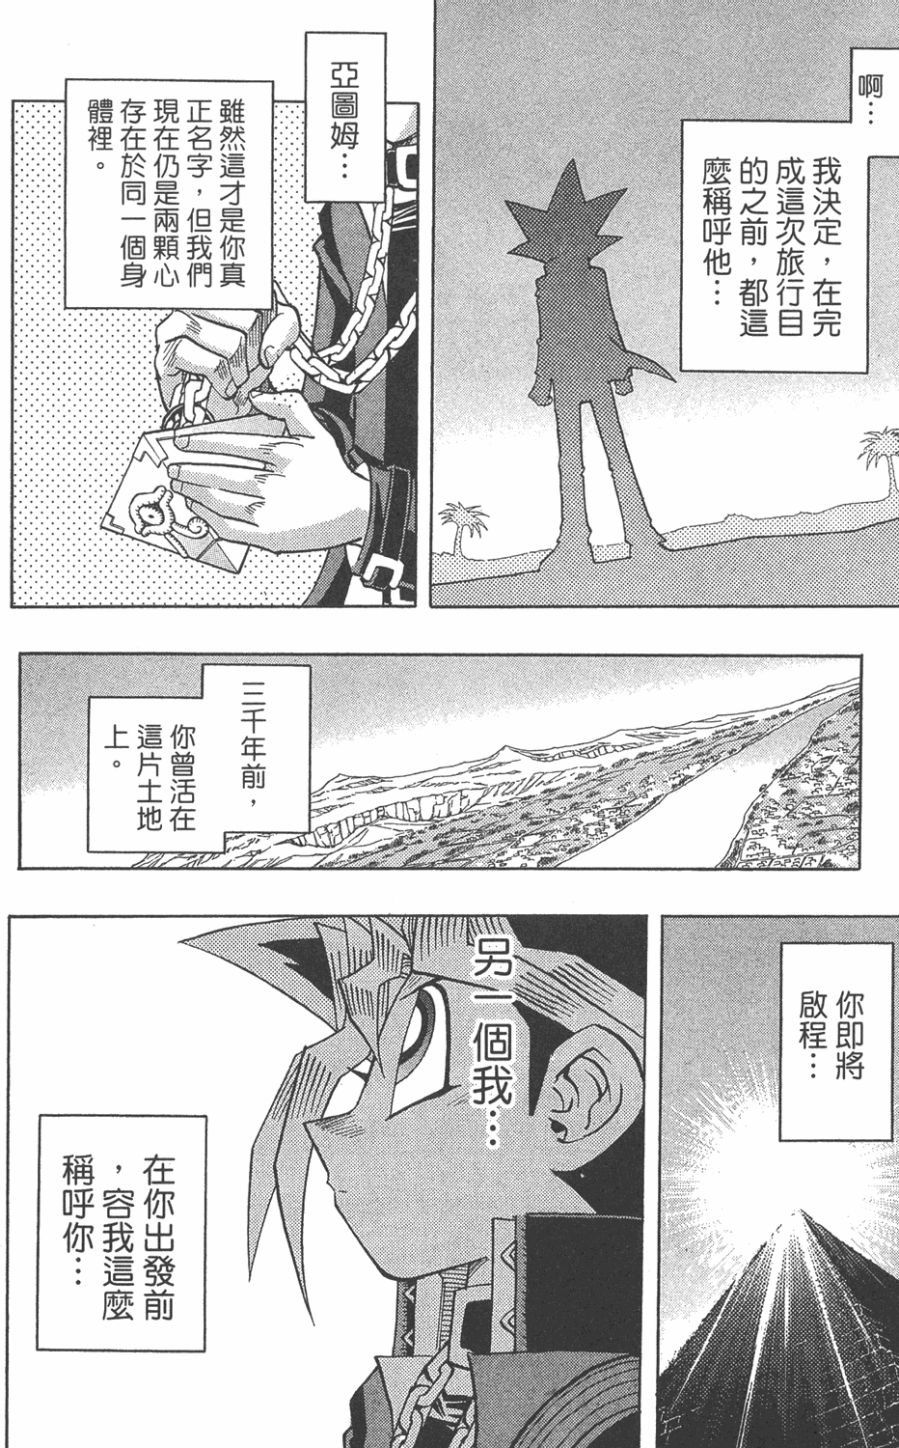 啊…
我決定，在完
成這次旅行目
的之前，都這
麼稱呼他…
亞圖姆…
雖然這才是你真
正名字，但我們
現在仍是兩顆心
存在於同一個身
體裡。
三千年前，
你曾活在
這片土地
上。
你即將
啟程…
另一個我…
在你出發前
，容我這麼
稱呼你…